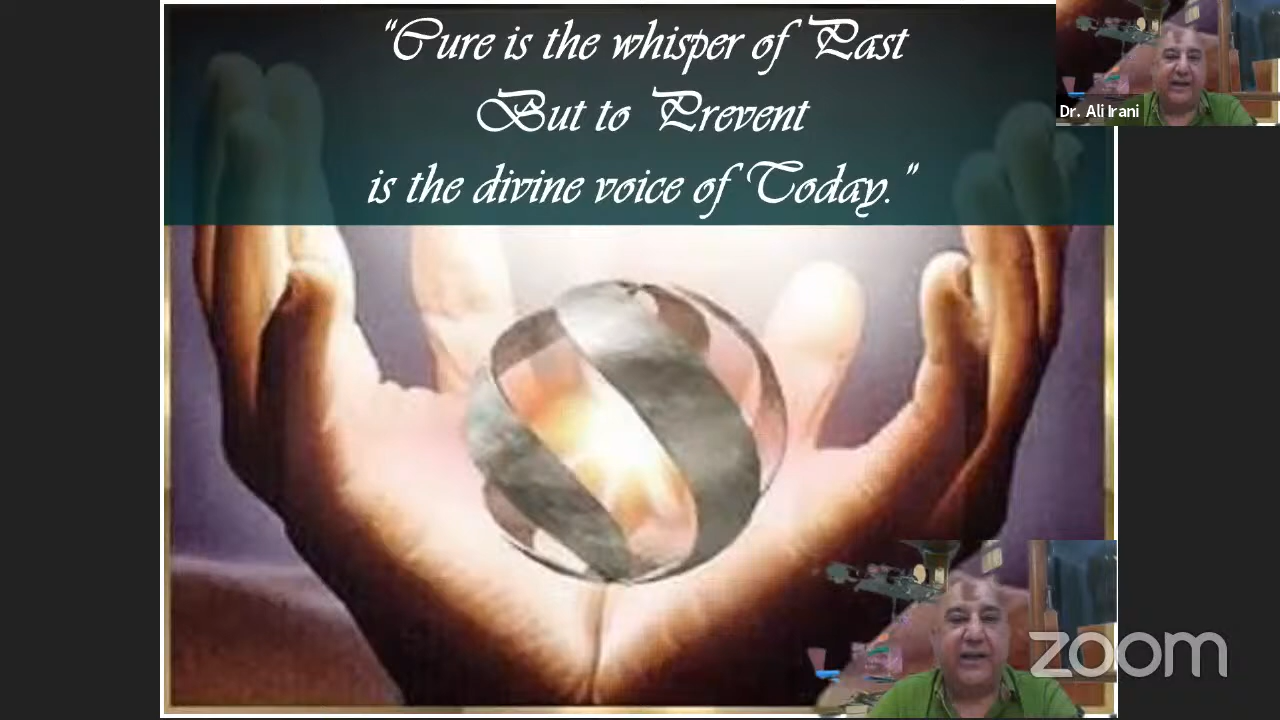 "Cure is the whisper of Past
But to Prevent
is the divine voice of Today."
Dr. Ali Irani
zoom